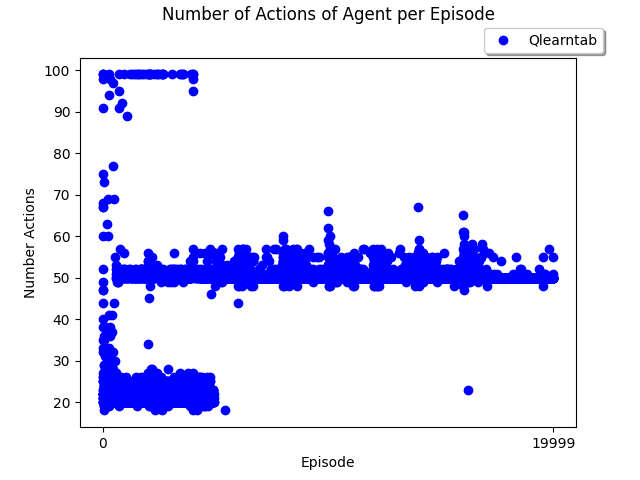 Number of Actions of Agent per Episode
Qlearntab
100
90
80
70
60
50
40
30
20
Number Actions
0 19999
Episode